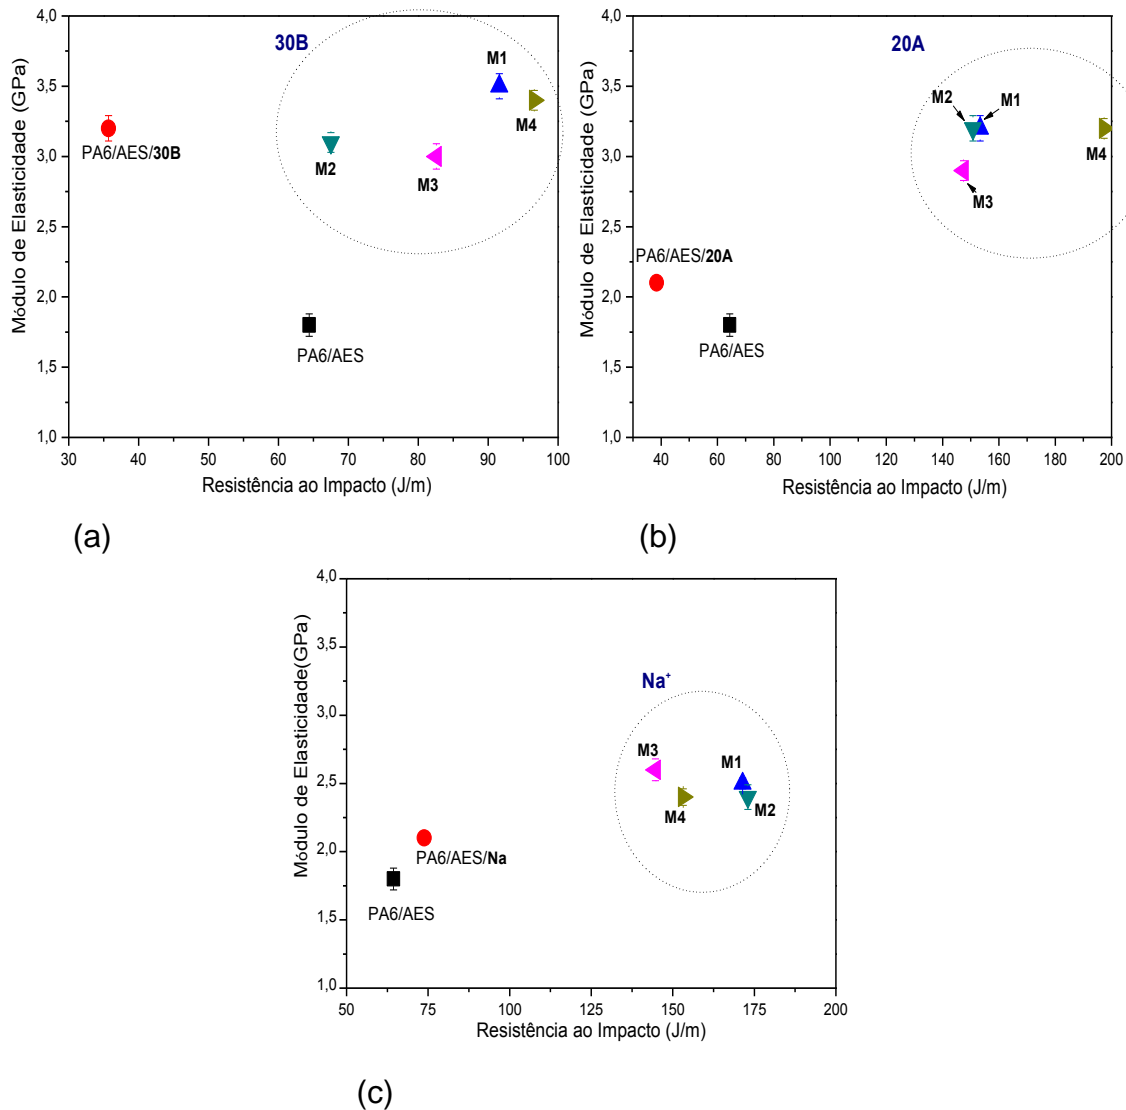 4,0
3,5
3,0
2,5
2,0
1,5
1,0
Módulo de Elasticidade (GPa)
30B
M1
M4
PA6/AES/30B
M2
M3
PA6/AES
30 40 50 60 70 80 90 100
Resistência ao Impacto (J/m)
(a)
4,0
3,5
3,0
2,5
2,0
1,5
1,0
Módulo de Elasticidade (GPa)
20A
M2
M1
M4
M3
PA6/AES/20A
PA6/AES
40 60 80 100 120 140 160 180 200
Resistência ao Impacto (J/m)
(b)
4,0
3,5
3,0
2,5
2,0
1,5
1,0
Módulo de Elasticidade(GPa)
Na+
M3
M1
M4
M2
PA6/AES/Na
PA6/AES
50 75 100 125 150 175 200
Resistência ao Impacto (J/m)
(c)